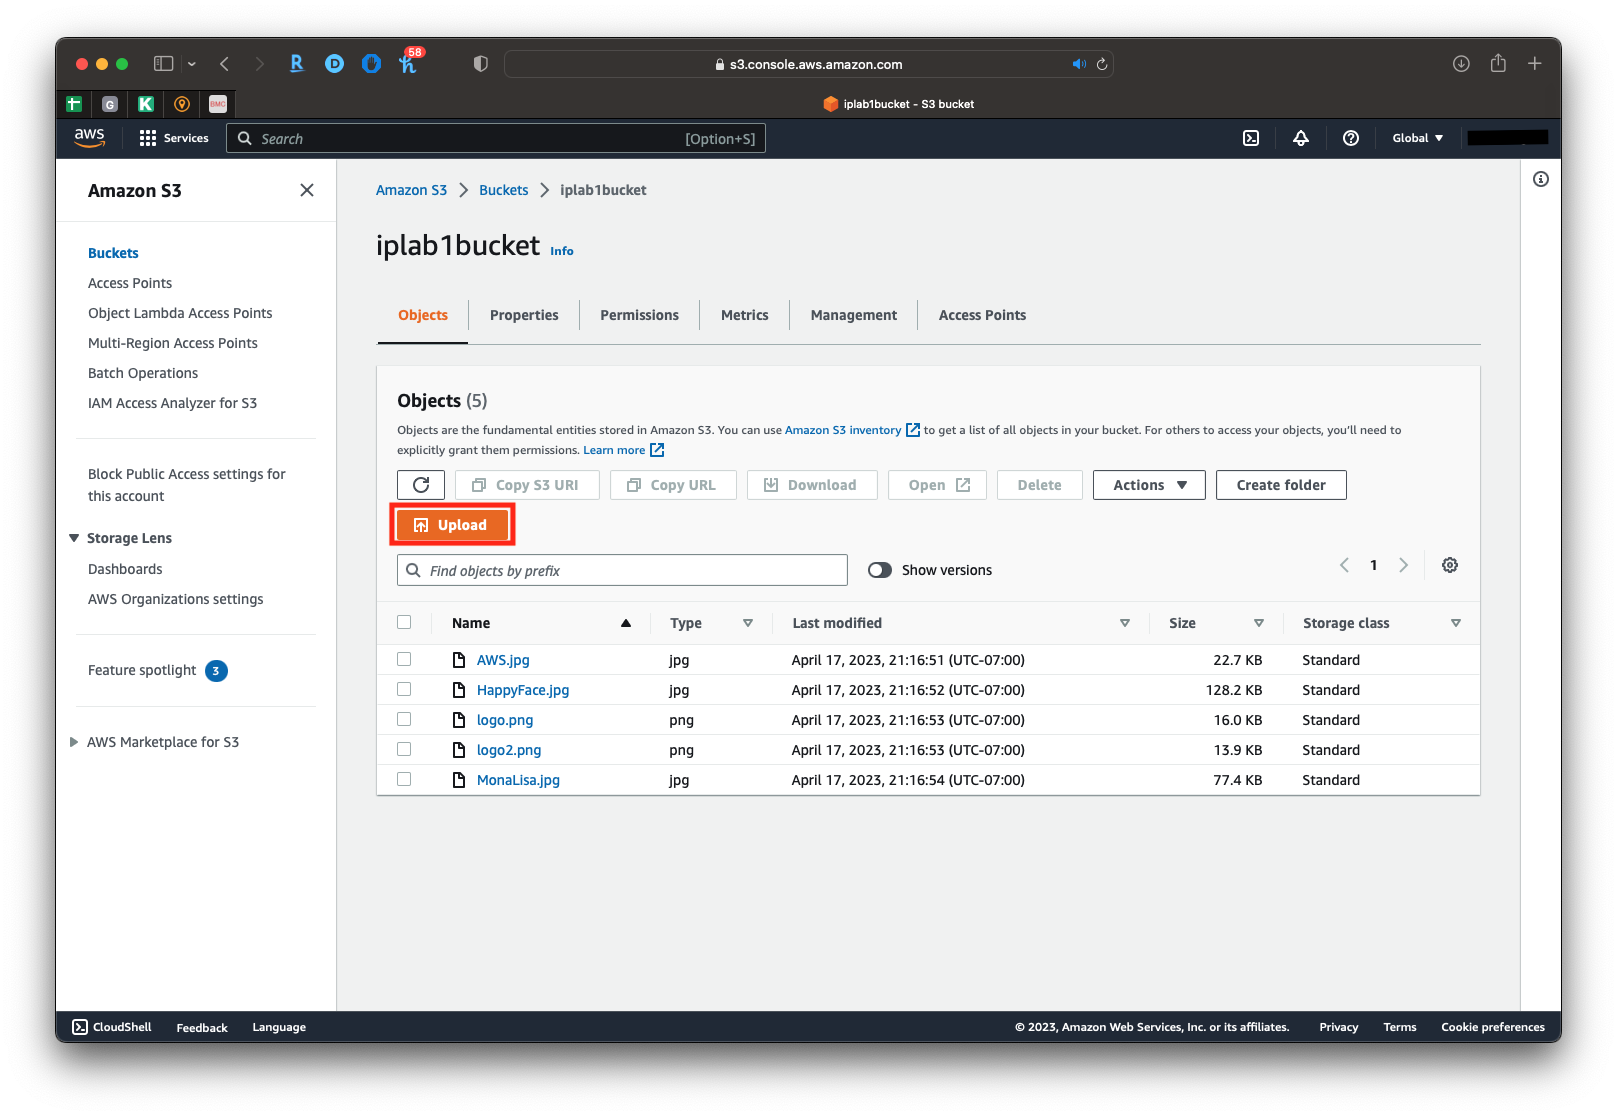 58
s3.console.aws.amazon.com
G
K
BMC
iplab1bucket - S3 bucket
aws
Services
Search
[Option+S]
Global
Amazon S3
Buckets
Access Points
Object Lambda Access Points
Multi-Region Access Points
Batch Operations
IAM Access Analyzer for S3
Block Public Access settings for
this account
Storage Lens
Dashboards
AWS Organizations settings
Feature spotlight 3
AWS Marketplace for S3
Amazon S3 > Buckets > iplab1bucket
iplab1bucket Info
Objects Properties Permissions Metrics Management Access Points
Objects (5)
Objects are the fundamental entities stored in Amazon S3. You can use Amazon S3 inventory to get a list of all objects in your bucket. For others to access your objects, you'll need to
explicitly grant them permissions. Learn more
Copy S3 URI Copy URL Download Open Delete Actions Create folder
Upload
Find objects by prefix Show versions 1
Name Type Last modified Size Storage class
AWS.jpg jpg April 17, 2023, 21:16:51 (UTC-07:00) 22.7 KB Standard
HappyFace.jpg jpg April 17, 2023, 21:16:52 (UTC-07:00) 128.2 KB Standard
logo.png png April 17, 2023, 21:16:53 (UTC-07:00) 16.0 KB Standard
logo2.png png April 17, 2023, 21:16:53 (UTC-07:00) 13.9 KB Standard
MonaLisa.jpg jpg April 17, 2023, 21:16:54 (UTC-07:00) 77.4 KB Standard
CloudShell Feedback Language © 2023, Amazon Web Services, Inc. or its affiliates. Privacy Terms Cookie preferences